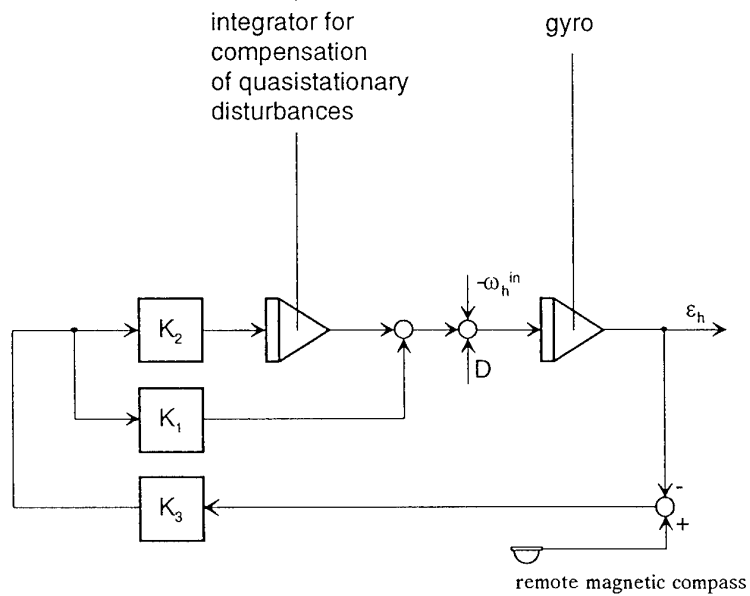 integrator for
compensation
of quasistationary
disturbances
gyro
-ωₕⁱⁿ
εₕ
K₂
D
K₁
K₃
-
+
remote magnetic compass